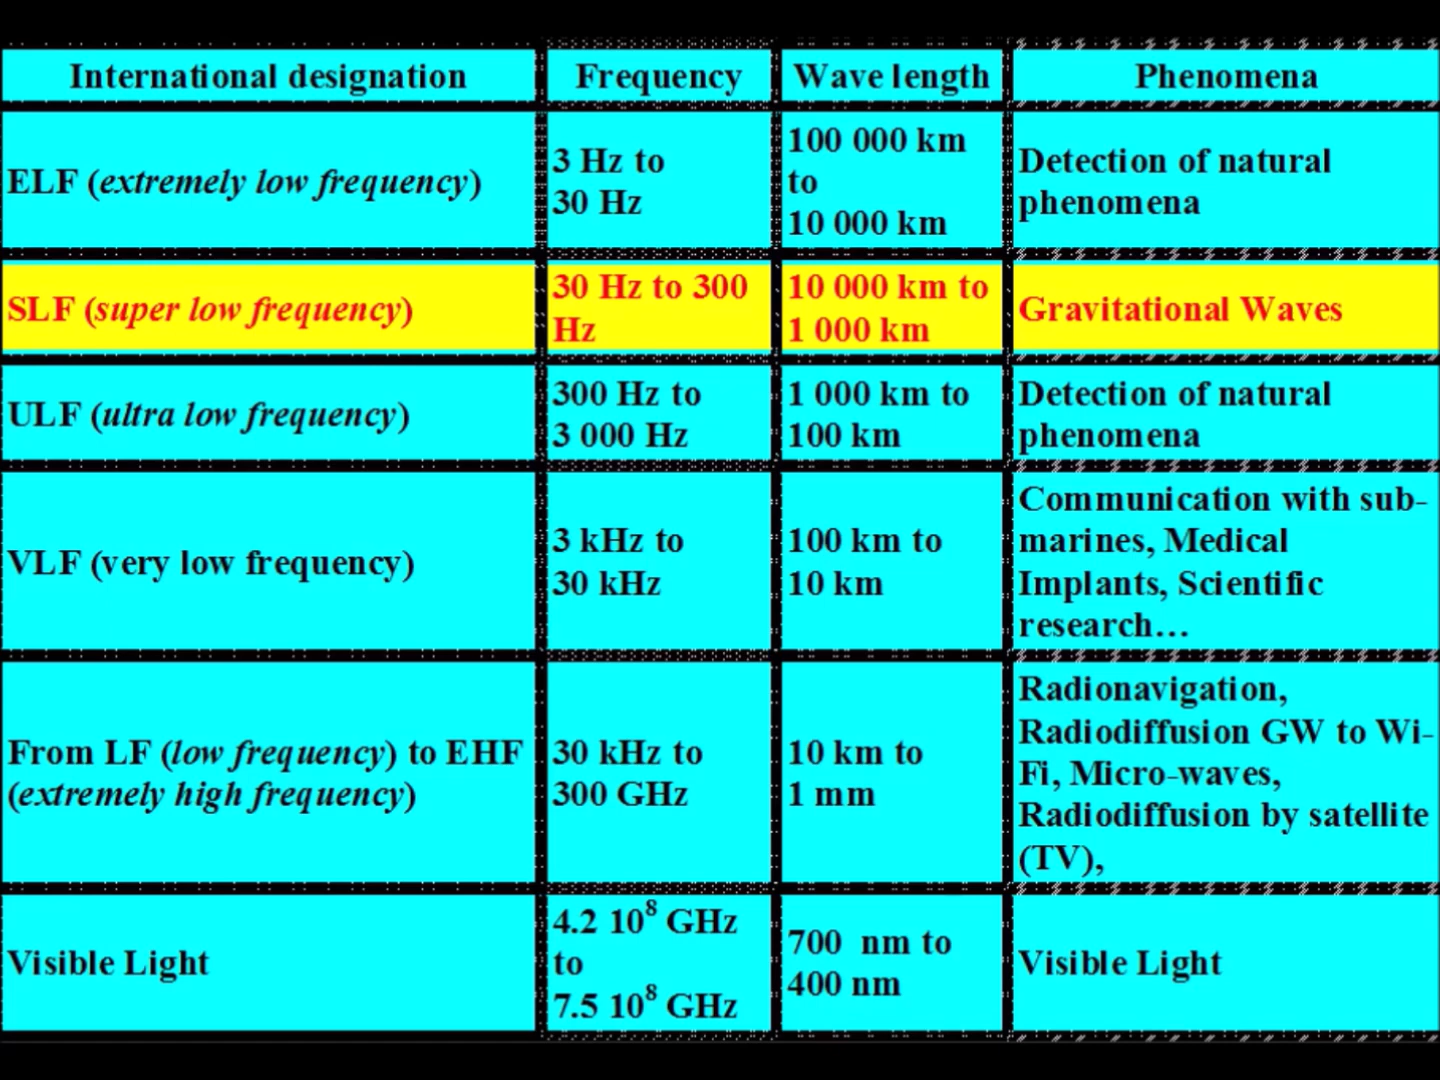 International designation
Frequency
Wave length
Phenomena
ELF (extremely low frequency)
3 Hz to
30 Hz
100 000 km
to
10 000 km
Detection of natural
phenomena
SLF (super low frequency)
30 Hz to 300
Hz
10 000 km to
1 000 km
Gravitational Waves
ULF (ultra low frequency)
300 Hz to
3 000 Hz
1 000 km to
100 km
Detection of natural
phenomena
VLF (very low frequency)
3 kHz to
30 kHz
100 km to
10 km
Communication with sub-
marines, Medical
Implants, Scientific
research...
From LF (low frequency) to EHF
(extremely high frequency)
30 kHz to
300 GHz
10 km to
1 mm
Radionavigation,
Radiodiffusion GW to Wi-
Fi, Micro-waves,
Radiodiffusion by satellite
(TV),
Visible Light
4.2 10⁸ GHz
to
7.5 10⁸ GHz
700 nm to
400 nm
Visible Light